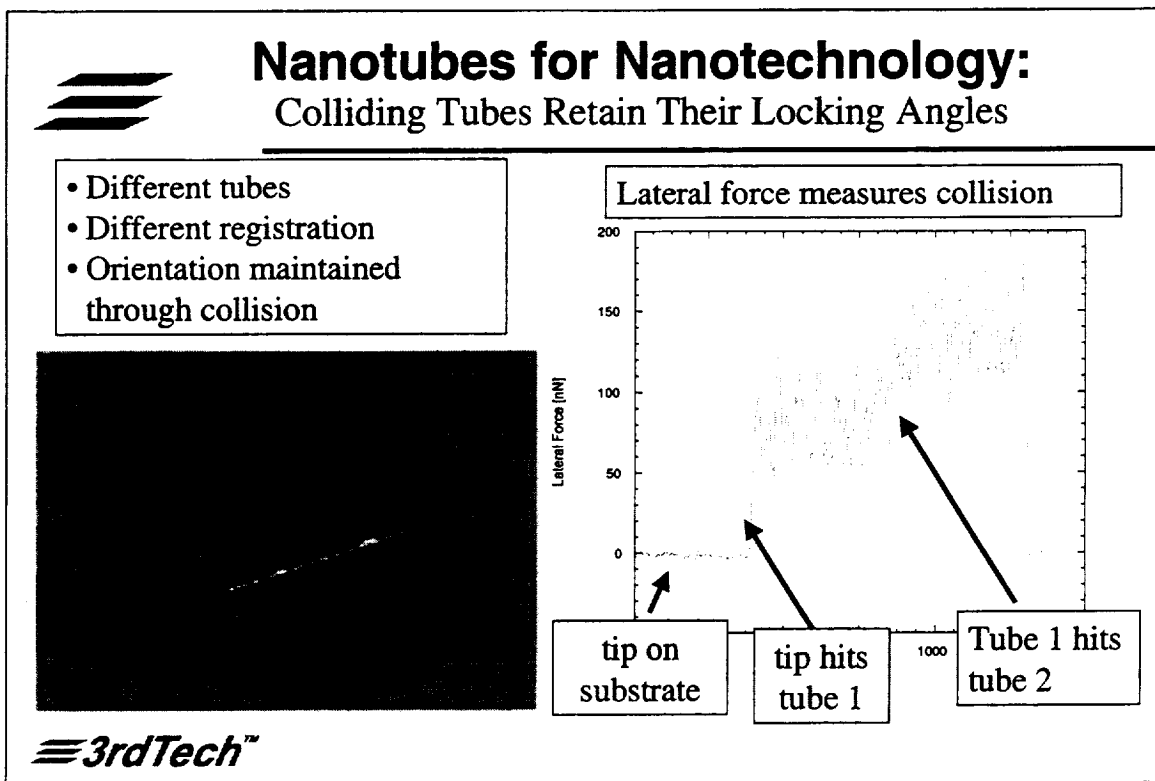 Nanotubes for Nanotechnology:
Colliding Tubes Retain Their Locking Angles
• Different tubes
• Different registration
• Orientation maintained
through collision
Lateral force measures collision
200
150
100
50
0
Lateral Force [nN]
1000
tip on
substrate
tip hits
tube 1
Tube 1 hits
tube 2
3rdTech™